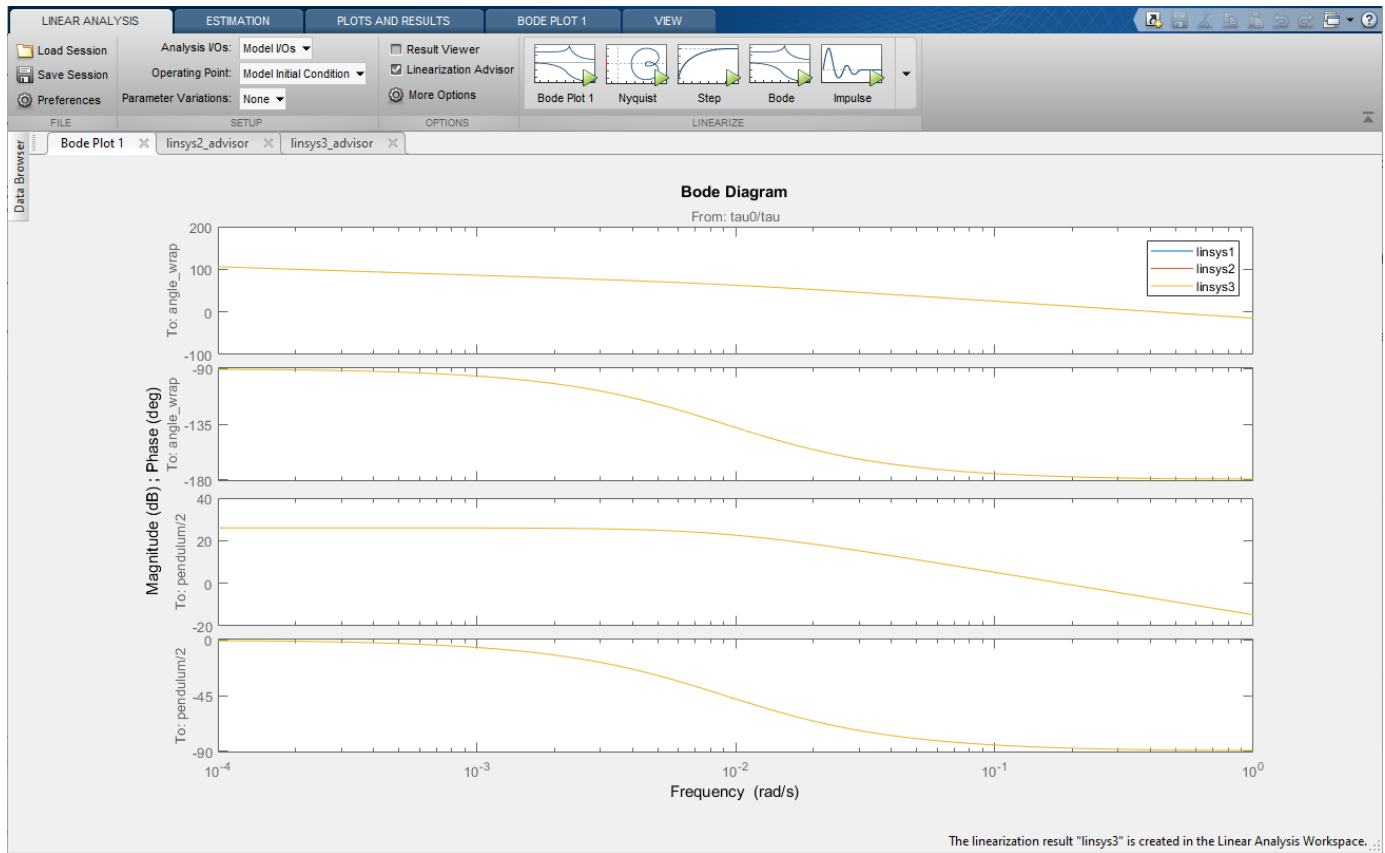 LINEAR ANALYSIS ESTIMATION PLOTS AND RESULTS BODE PLOT 1 VIEW
Load Session Analysis I/Os: Model I/Os Result Viewer
Save Session Operating Point: Model Initial Condition Linearization Advisor
Preferences Parameter Variations: None More Options Bode Plot 1 Nyquist Step Bode Impulse
FILE SETUP OPTIONS LINEARIZE
Data Browser
Bode Plot 1 linsys2_advisor linsys3_advisor
Bode Diagram
From: tau0/tau
Magnitude (dB) ; Phase (deg)
To: angle_wrap
200
100
0
-100
linsys1
linsys2
linsys3
To: angle_wrap
-90
-135
-180
To: pendulum/2
40
20
0
-20
To: pendulum/2
0
-45
-90
10^-4 10^-3 10^-2 10^-1 10^0
Frequency (rad/s)
The linearization result "linsys3" is created in the Linear Analysis Workspace.